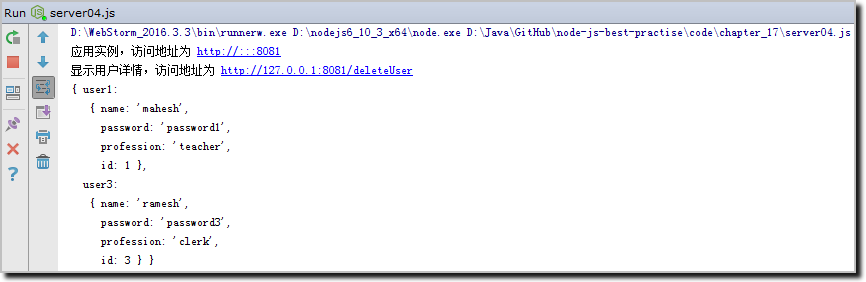 Run server04.js
D:\WebStorm_2016.3.3\bin\runnerw.exe D:\nodejs6_10_3_x64\node.exe D:\Java\GitHub\node-js-best-practise\code\chapter_17\server04.js
应用实例，访问地址为 http://:::8081
显示用户详情，访问地址为 http://127.0.0.1:8081/deleteUser
{ user1:
   { name: 'mahesh',
     password: 'password1',
     profession: 'teacher',
     id: 1 },
  user3:
   { name: 'ramesh',
     password: 'password3',
     profession: 'clerk',
     id: 3 } }